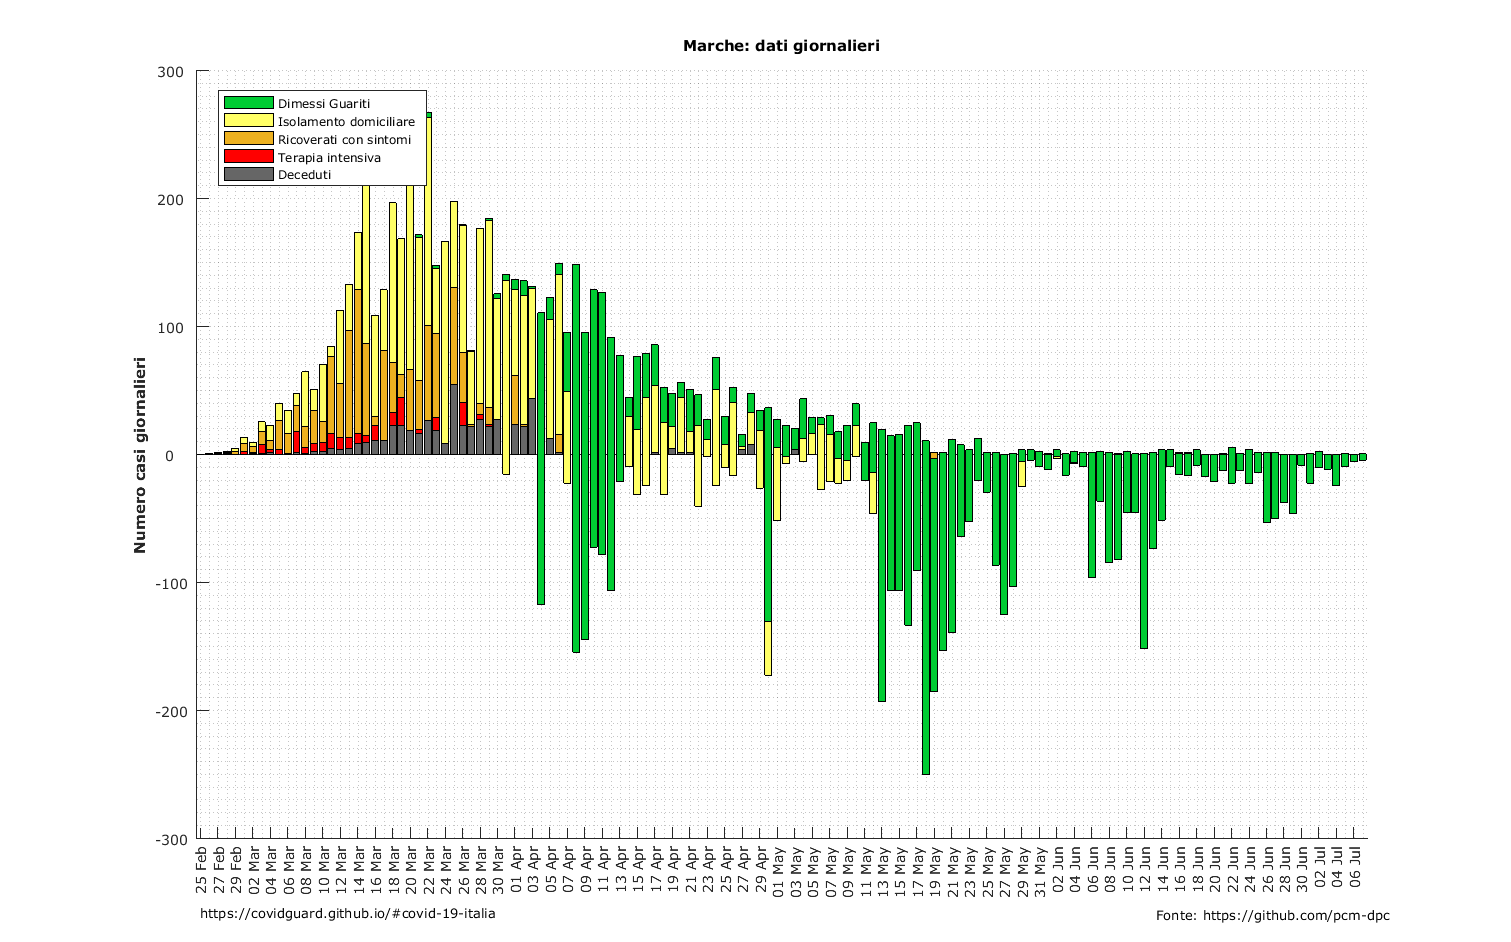 Marche: dati giornalieri
300
200
100
0
-100
-200
-300
Numero casi giornalieri
Dimessi Guariti
Isolamento domiciliare
Ricoverati con sintomi
Terapia intensiva
Deceduti
25 Feb
27 Feb
29 Feb
02 Mar
04 Mar
06 Mar
08 Mar
10 Mar
12 Mar
14 Mar
16 Mar
18 Mar
20 Mar
22 Mar
24 Mar
26 Mar
28 Mar
30 Mar
01 Apr
03 Apr
05 Apr
07 Apr
09 Apr
11 Apr
13 Apr
15 Apr
17 Apr
19 Apr
21 Apr
23 Apr
25 Apr
27 Apr
29 Apr
01 May
03 May
05 May
07 May
09 May
11 May
13 May
15 May
17 May
19 May
21 May
23 May
25 May
27 May
29 May
31 May
02 Jun
04 Jun
06 Jun
08 Jun
10 Jun
12 Jun
14 Jun
16 Jun
18 Jun
20 Jun
22 Jun
24 Jun
26 Jun
28 Jun
30 Jun
02 Jul
04 Jul
06 Jul
https://covidguard.github.io/#covid-19-italia
Fonte: https://github.com/pcm-dpc